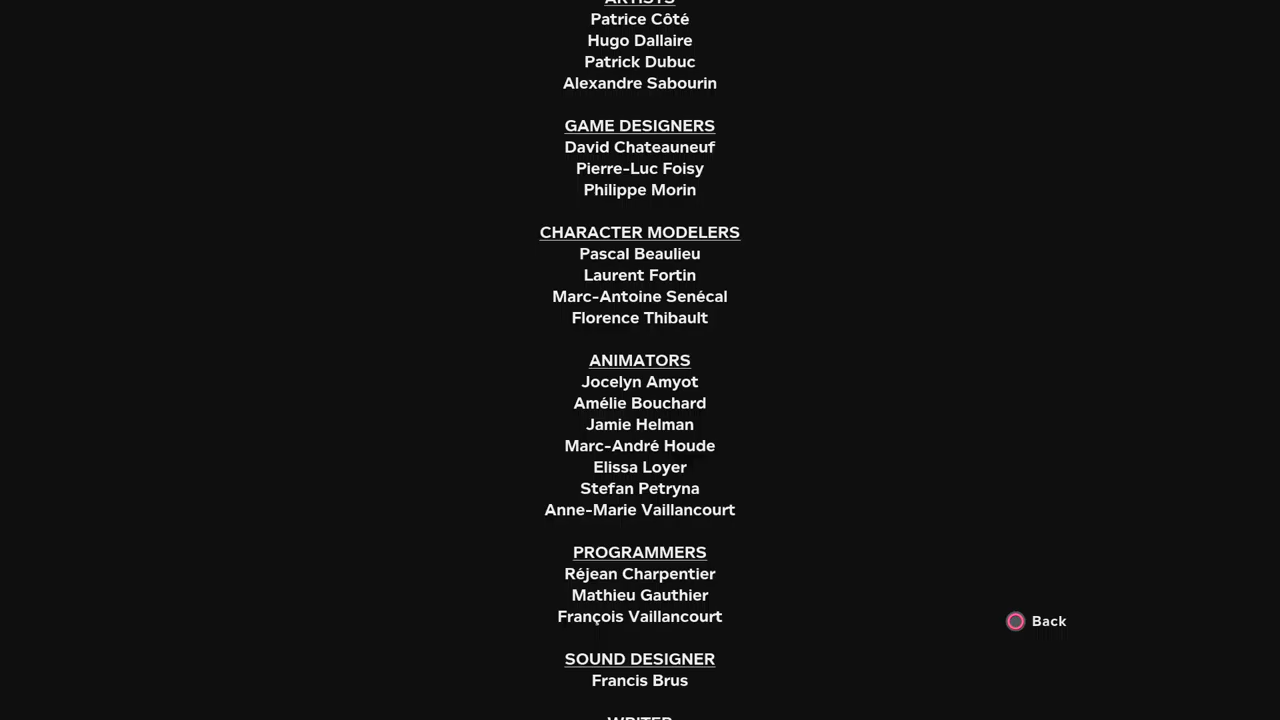 ARTISTS
Patrice Côté
Hugo Dallaire
Patrick Dubuc
Alexandre Sabourin
GAME DESIGNERS
David Chateauneuf
Pierre-Luc Foisy
Philippe Morin
CHARACTER MODELERS
Pascal Beaulieu
Laurent Fortin
Marc-Antoine Senécal
Florence Thibault
ANIMATORS
Jocelyn Amyot
Amélie Bouchard
Jamie Helman
Marc-André Houde
Elissa Loyer
Stefan Petryna
Anne-Marie Vaillancourt
PROGRAMMERS
Réjean Charpentier
Mathieu Gauthier
François Vaillancourt
Back
SOUND DESIGNER
Francis Brus
WRITER